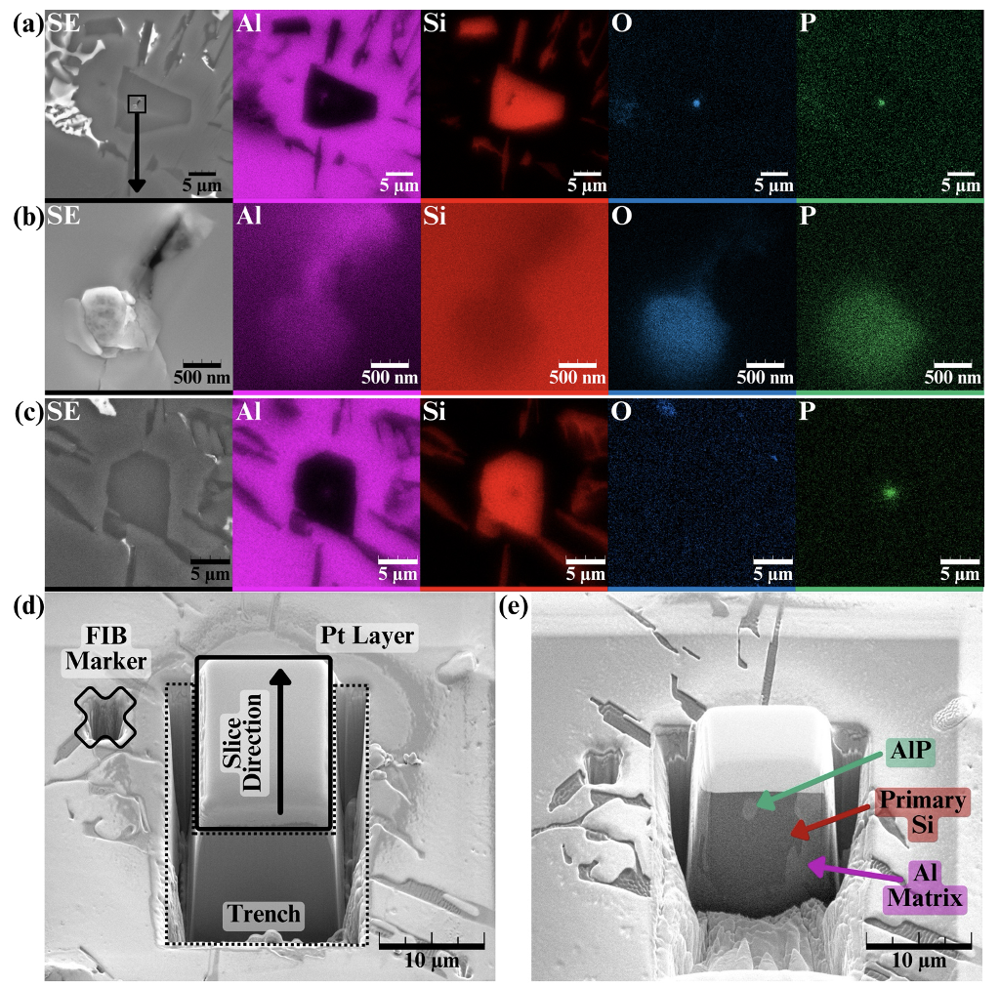 (a) SE Al Si O P
5 μm 5 μm 5 μm 5 μm 5 μm
(b) SE Al Si O P
500 nm 500 nm 500 nm 500 nm 500 nm
(c) SE Al Si O P
5 μm 5 μm 5 μm 5 μm 5 μm
(d)
FIB
Marker
Pt Layer
Slice
Direction
Trench
10 μm
(e)
AlP
Primary
Si
Al
Matrix
10 μm